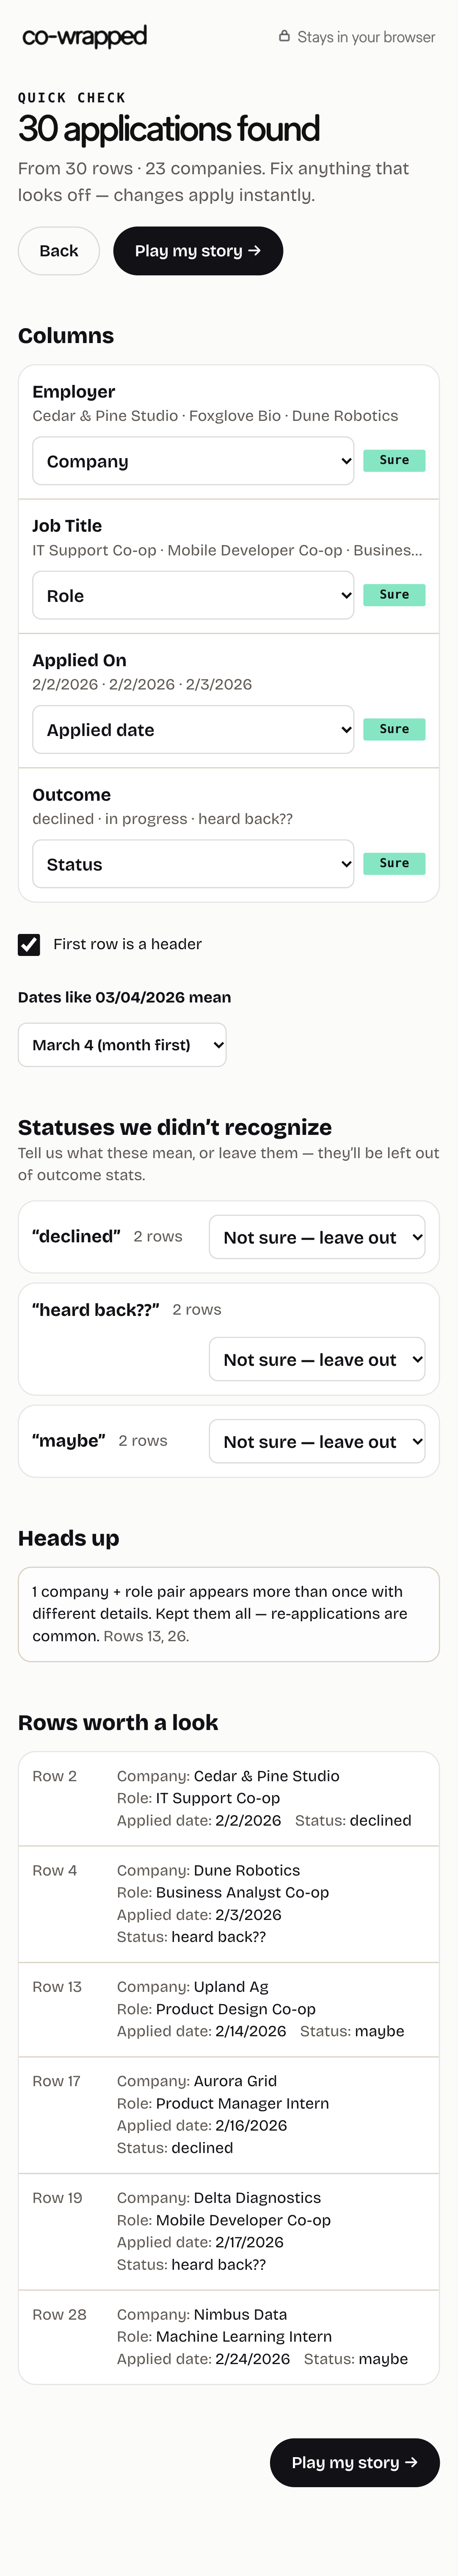 co-wrapped
Stays in your browser
QUICK CHECK
30 applications found
From 30 rows · 23 companies. Fix anything that
looks off — changes apply instantly.
Back
Play my story →
Columns
Employer
Cedar & Pine Studio · Foxglove Bio · Dune Robotics
Company
Sure
Job Title
IT Support Co-op · Mobile Developer Co-op · Busines…
Role
Sure
Applied On
2/2/2026 · 2/2/2026 · 2/3/2026
Applied date
Sure
Outcome
declined · in progress · heard back??
Status
Sure
First row is a header
Dates like 03/04/2026 mean
March 4 (month first)
Statuses we didn’t recognize
Tell us what these mean, or leave them — they’ll be left out
of outcome stats.
“declined” 2 rows
Not sure — leave out
“heard back??” 2 rows
Not sure — leave out
“maybe” 2 rows
Not sure — leave out
Heads up
1 company + role pair appears more than once with
different details. Kept them all — re-applications are
common. Rows 13, 26.
Rows worth a look
Row 2
Company: Cedar & Pine Studio
Role: IT Support Co-op
Applied date: 2/2/2026 Status: declined
Row 4
Company: Dune Robotics
Role: Business Analyst Co-op
Applied date: 2/3/2026
Status: heard back??
Row 13
Company: Upland Ag
Role: Product Design Co-op
Applied date: 2/14/2026 Status: maybe
Row 17
Company: Aurora Grid
Role: Product Manager Intern
Applied date: 2/16/2026
Status: declined
Row 19
Company: Delta Diagnostics
Role: Mobile Developer Co-op
Applied date: 2/17/2026
Status: heard back??
Row 28
Company: Nimbus Data
Role: Machine Learning Intern
Applied date: 2/24/2026 Status: maybe
Play my story →